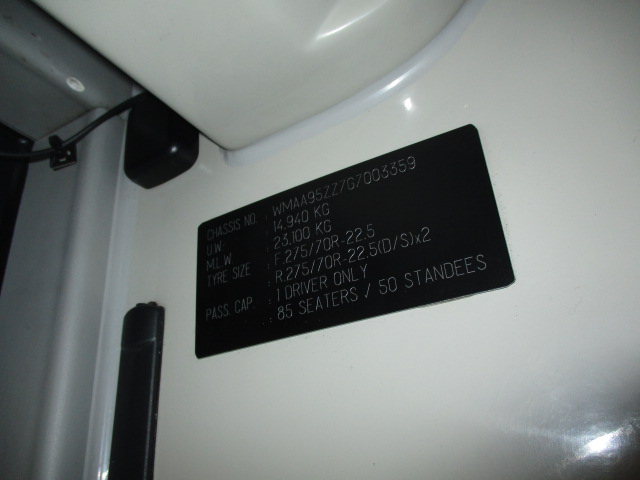 CHASSIS NO. : WMAA95ZZ7G7003359
U.W. : 14,940 KG
M.L.W : 23,100 KG
TYRE SIZE : F.275/70R-22.5
: R.275/70R-22.5(D/S)x2
PASS. CAP. : 1 DRIVER ONLY
: 85 SEATERS / 50 STANDEES